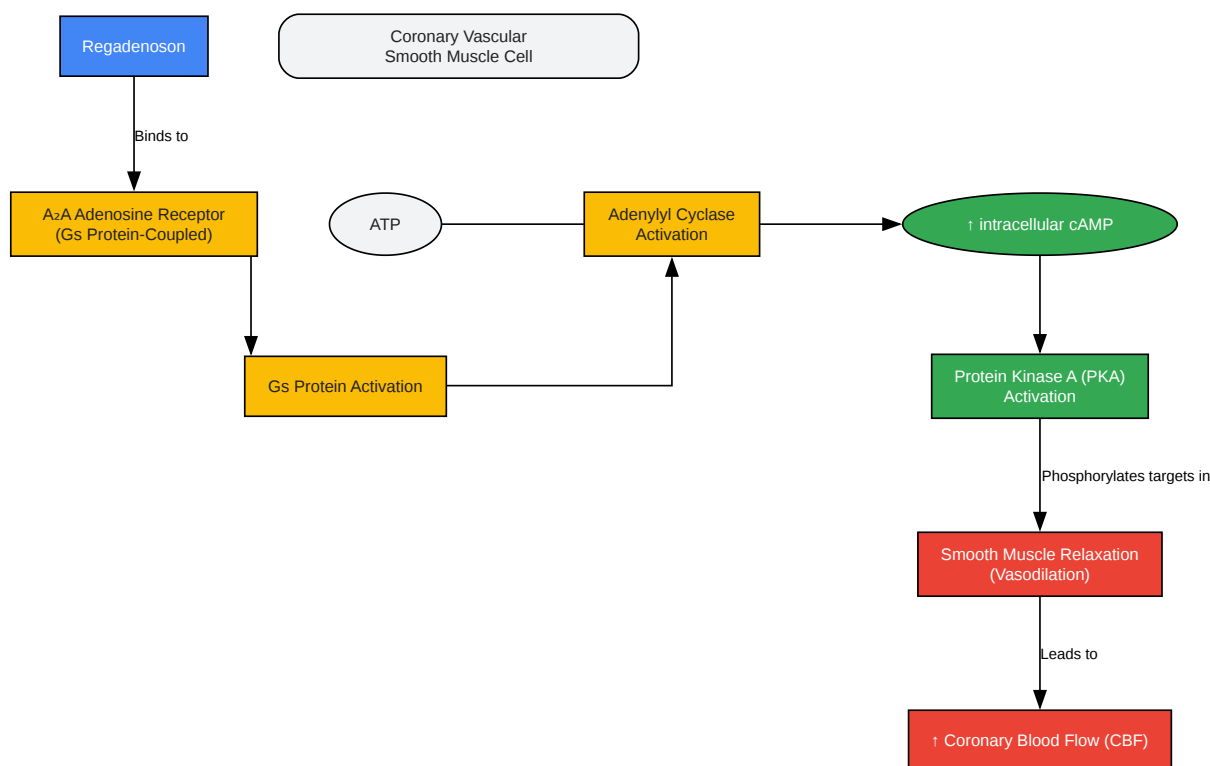 Regadenoson
Coronary Vascular
Smooth Muscle Cell
Binds to
A₂A Adenosine Receptor
(Gs Protein-Coupled)
ATP
Adenylyl Cyclase
Activation
↑ intracellular cAMP
Gs Protein Activation
Protein Kinase A (PKA)
Activation
Phosphorylates targets in
Smooth Muscle Relaxation
(Vasodilation)
Leads to
↑ Coronary Blood Flow (CBF)